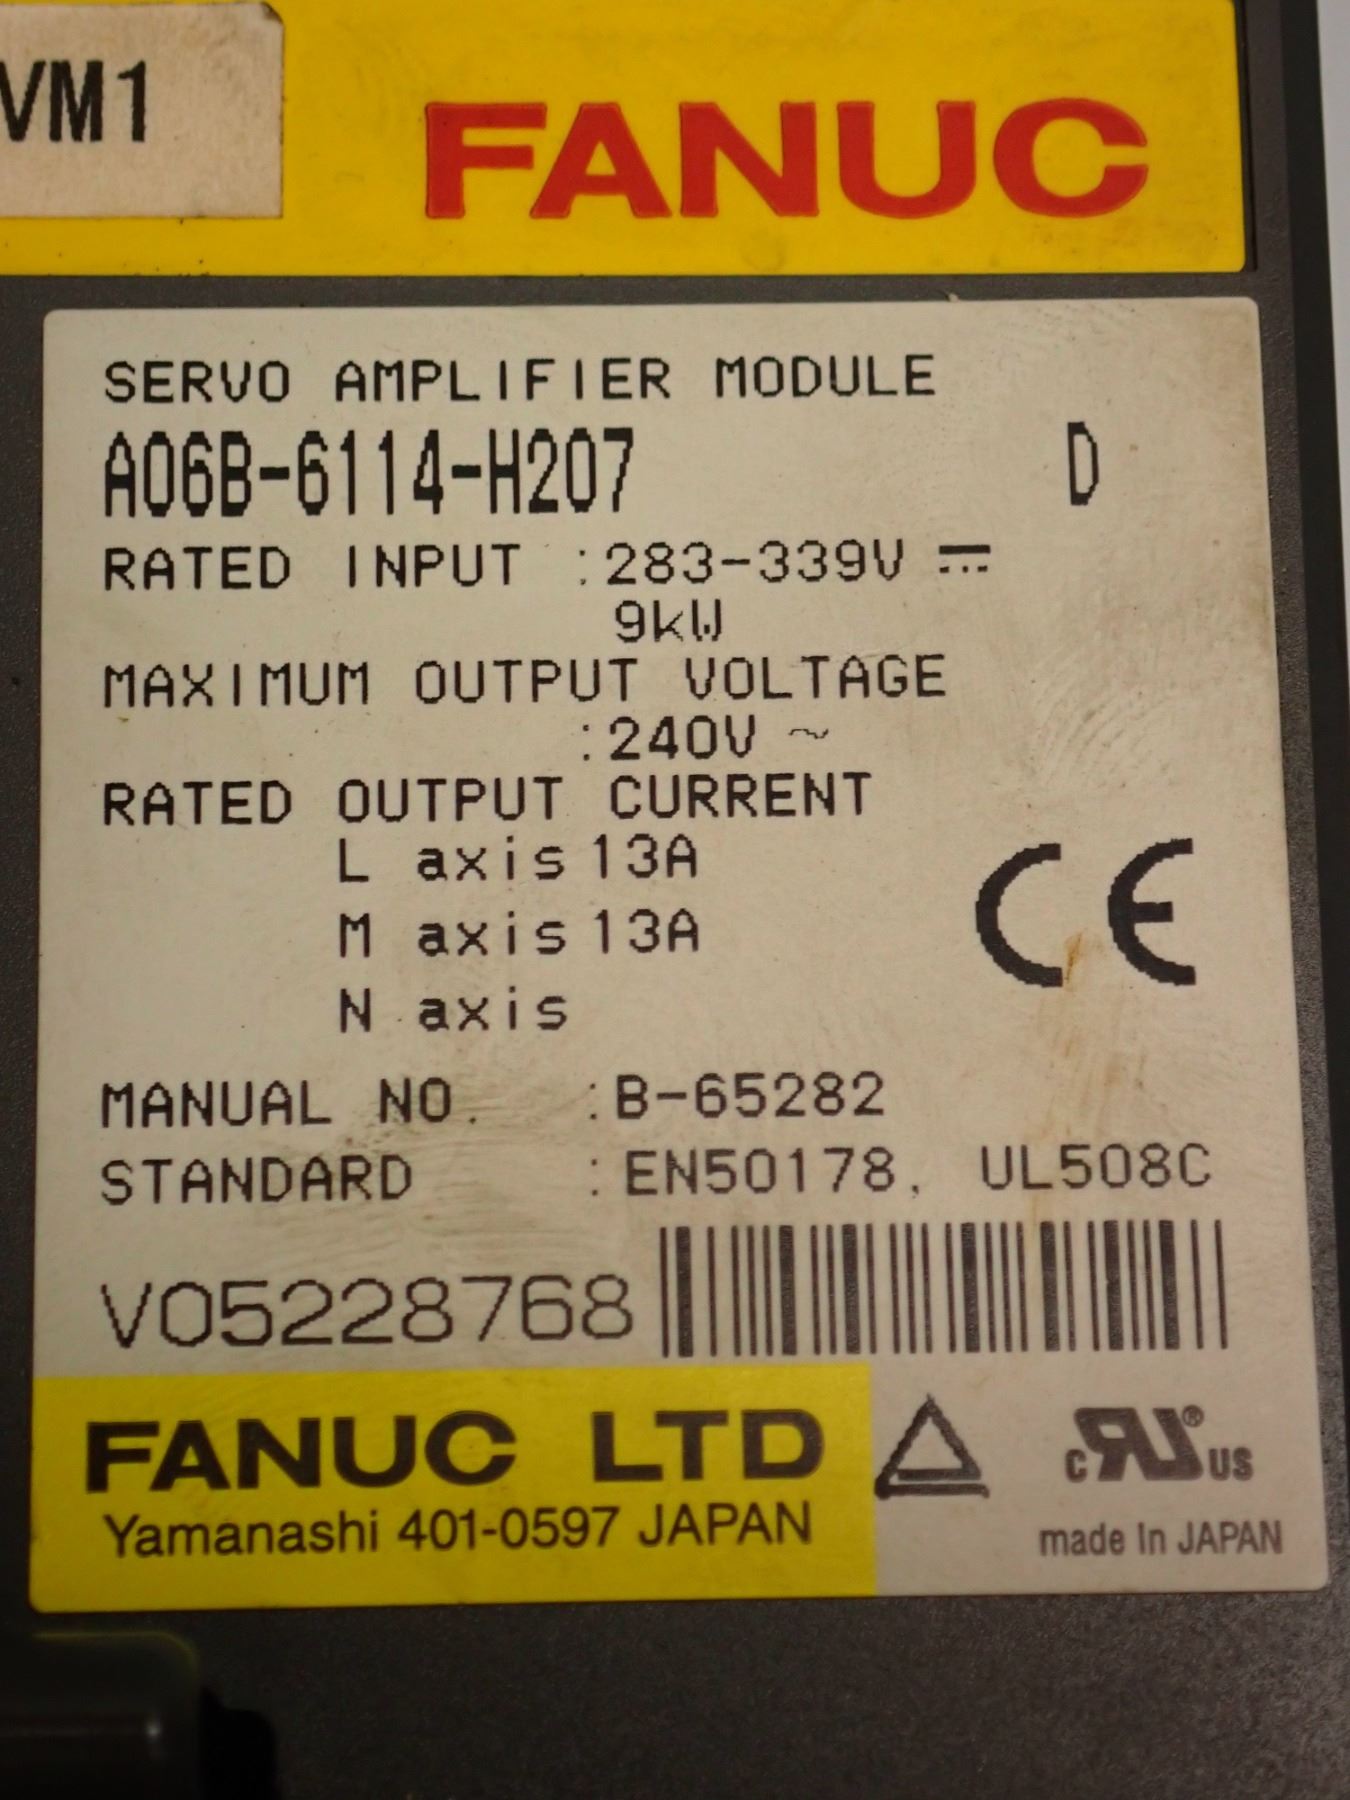 VM1
FANUC
SERVO AMPLIFIER MODULE
A06B-6114-H207 D
RATED INPUT :283-339V ⎓
9kW
MAXIMUM OUTPUT VOLTAGE
:240V ~
RATED OUTPUT CURRENT
L axis 13A
M axis 13A
N axis
CE
MANUAL NO. :B-65282
STANDARD :EN50178, UL508C
V05228768
FANUC LTD
Yamanashi 401-0597 JAPAN
c RU ® US
made In JAPAN